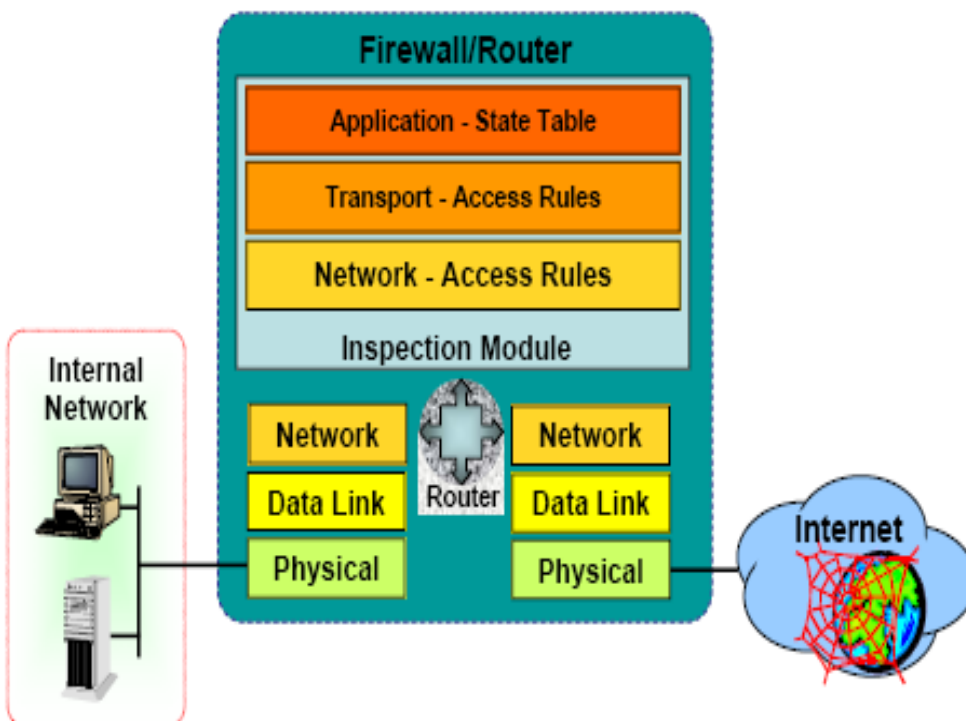 Firewall/Router
Application - State Table
Transport - Access Rules
Network - Access Rules
Inspection Module
Internal
Network
Network
Data Link
Physical
Router
Network
Data Link
Physical
Internet